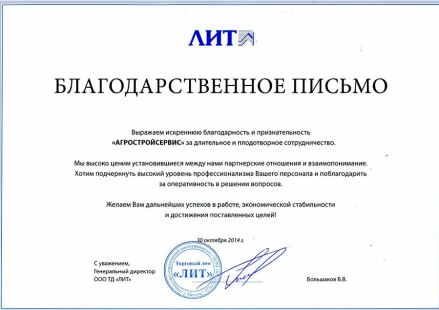 ЛИТ
БЛАГОДАРСТВЕННОЕ ПИСЬМО
Выражаем искреннюю благодарность и признательность
«АГРОСТРОЙСЕРВИС» за длительное и плодотворное сотрудничество.
Мы высоко ценим установившиеся между нами партнерские отношения и взаимопонимание.
Хотим подчеркнуть высокий уровень профессионализма Вашего персонала и поблагодарить
за оперативность в решении вопросов.
Желаем Вам дальнейших успехов в работе, экономической стабильности
и достижения поставленных целей!
30 октября 2014 г.
С уважением,
Генеральный директор
ООО ТД «ЛИТ»
Торговый дом
«ЛИТ»
Большаков Б.В.